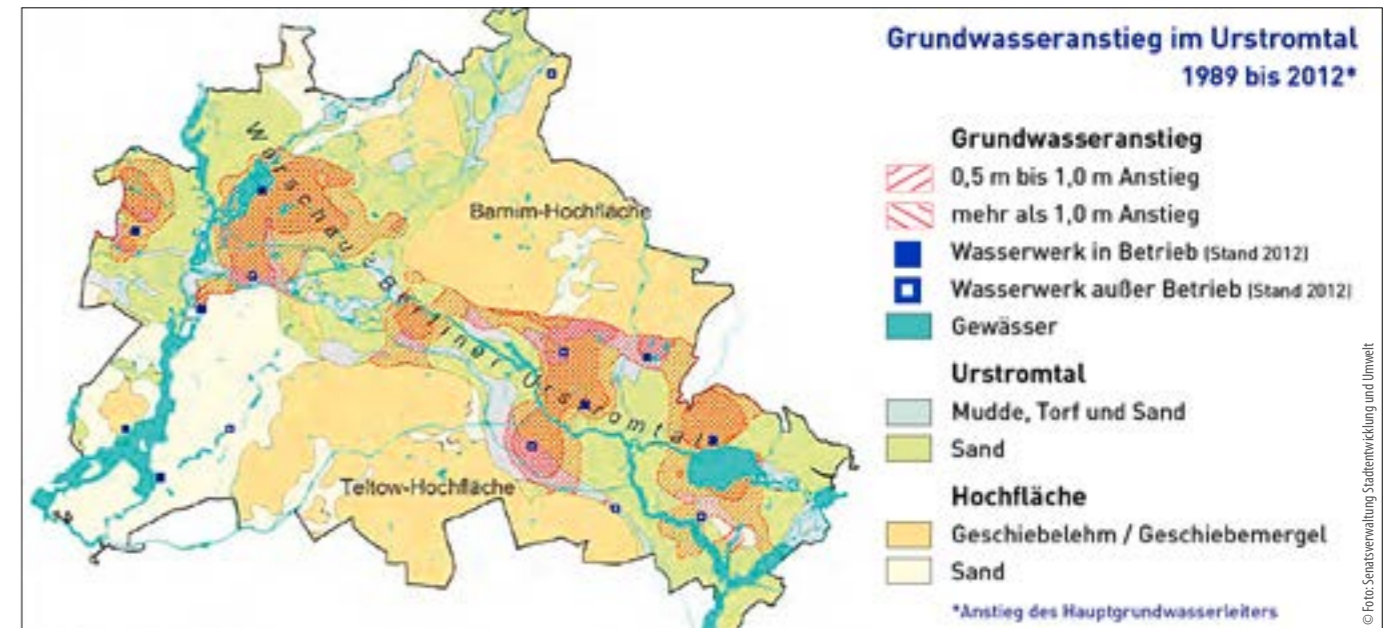 Grundwasseranstieg im Urstromtal
1989 bis 2012*
Grundwasseranstieg
0,5 m bis 1,0 m Anstieg
mehr als 1,0 m Anstieg
Wasserwerk in Betrieb (Stand 2012)
Wasserwerk außer Betrieb (Stand 2012)
Gewässer
Urstromtal
Mudde, Torf und Sand
Sand
Hochfläche
Geschiebelehm / Geschiebemergel
Sand
*Anstieg des Hauptgrundwasserleiters
Warschau - Berliner Urstromtal
Barnim-Hochfläche
Teltow-Hochfläche
© Foto: Senatsverwaltung Stadtentwicklung und Umwelt